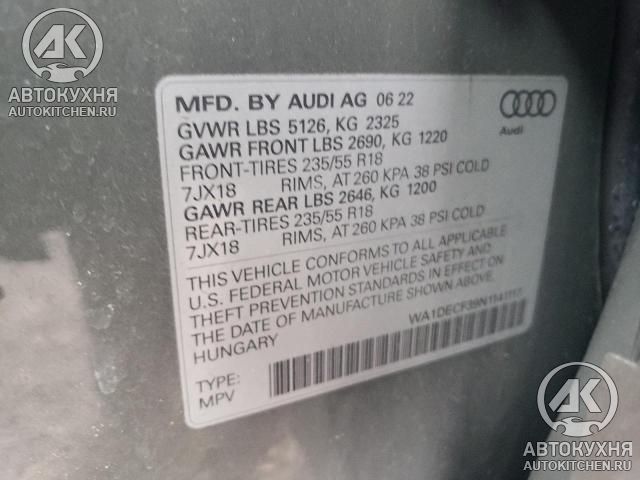 АВТОКУХНЯ
AUTOKITCHEN.RU
MFD. BY AUDI AG 06 22
Audi
GVWR LBS 5126, KG 2325
GAWR FRONT LBS 2690, KG 1220
FRONT-TIRES 235/55 R18
7JX18 RIMS, AT 260 KPA 38 PSI COLD
GAWR REAR LBS 2646, KG 1200
REAR-TIRES 235/55 R18
7JX18 RIMS, AT 260 KPA 38 PSI COLD
THIS VEHICLE CONFORMS TO ALL APPLICABLE
U.S. FEDERAL MOTOR VEHICLE SAFETY AND
THEFT PREVENTION STANDARDS IN EFFECT ON
THE DATE OF MANUFACTURE SHOWN ABOVE.
HUNGARY
WA1DECF39N1141117
TYPE:
MPV
АВТОКУХНЯ
AUTOKITCHEN.RU